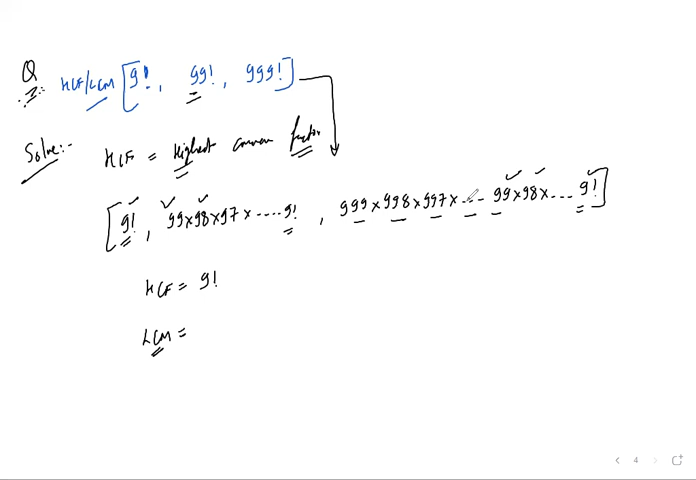 Q
HCF/LCM [9!, 99!, 999!]
Solve:- HCF = Highest common factor
[9!, 99×98×97×----9!, 999×998×997×---- 99×98×...9!]
HCF = 9!
LCM =
< 4 >